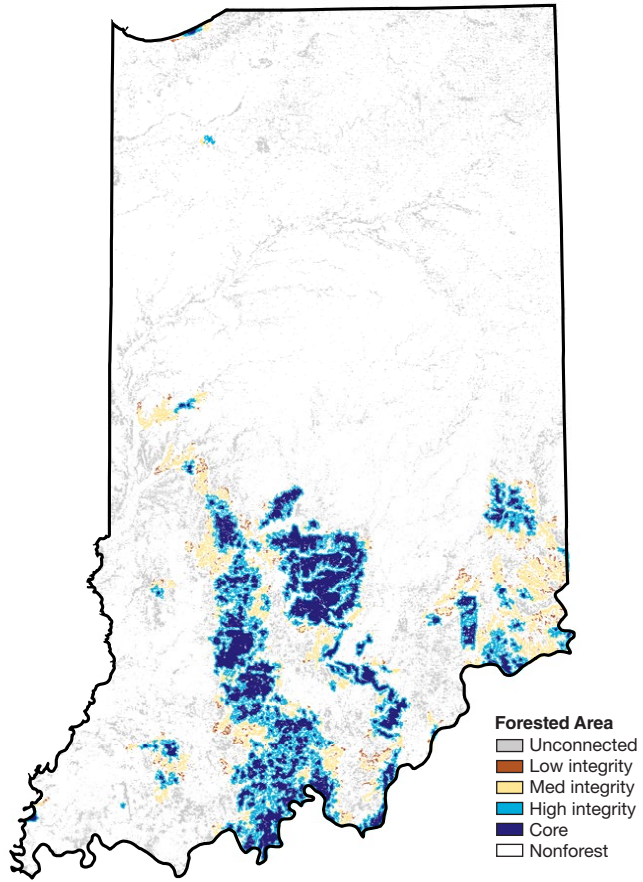 Forested Area
Unconnected
Low integrity
Med integrity
High integrity
Core
Nonforest